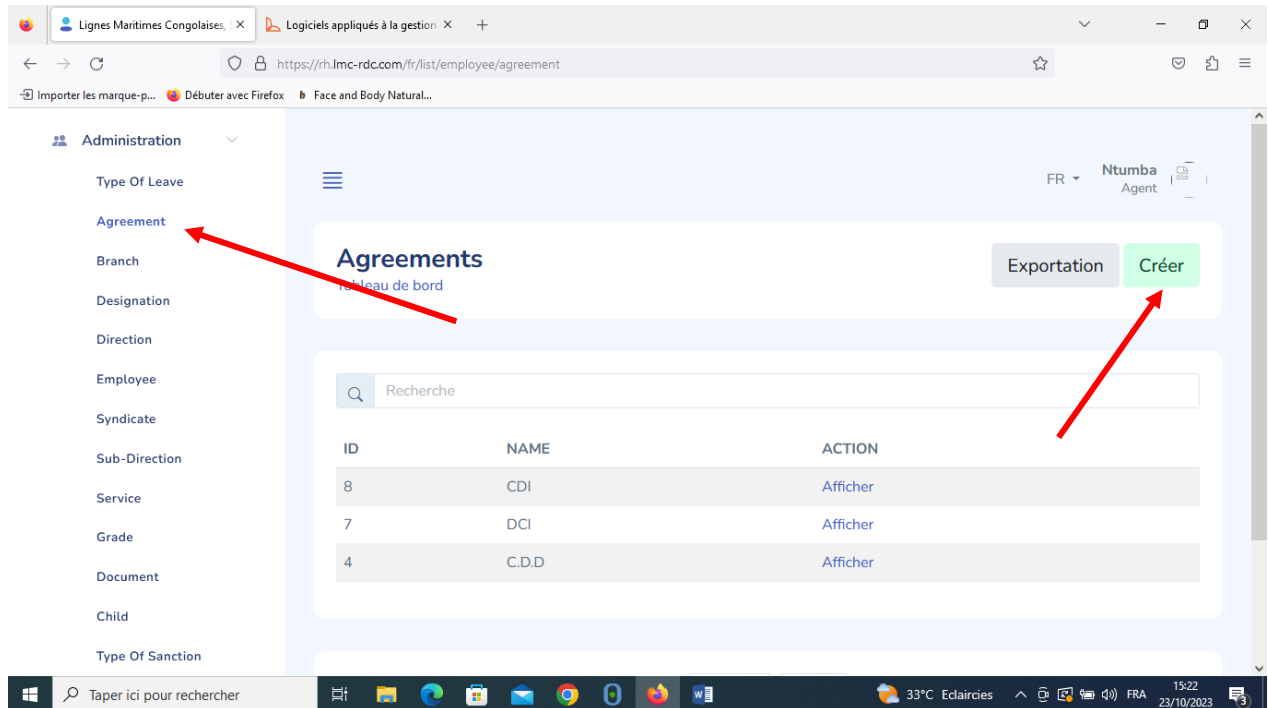 Lignes Maritimes Congolaises, S
Logiciels appliqués à la gestion
https://rh.lmc-rdc.com/fr/list/employee/agreement
Importer les marque-p...
Débuter avec Firefox
b Face and Body Natural...
Administration
Type Of Leave
Agreement
Branch
Designation
Direction
Employee
Syndicate
Sub-Direction
Service
Grade
Document
Child
Type Of Sanction
FR
Ntumba
Agent
Agreements
Tableau de bord
Exportation
Créer
Recherche
ID NAME ACTION
8 CDI Afficher
7 DCI Afficher
4 C.D.D Afficher
Taper ici pour rechercher
33°C Eclaircies
FRA
15:22
23/10/2023
3